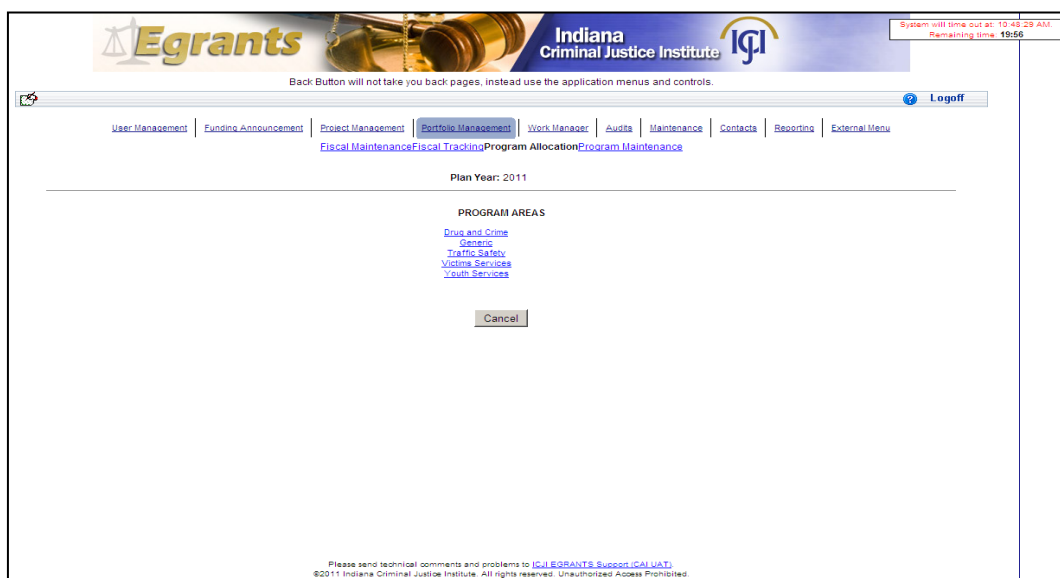 Egrants
Indiana
Criminal Justice Institute
ICJI
System will time out at: 10:48:29 AM.
Remaining time: 19:56
Back Button will not take you back pages, instead use the application menus and controls.
? Logoff
User Management Funding Announcement Project Management Portfolio Management Work Manager Audits Maintenance Contacts Reporting External Menu
Fiscal MaintenanceFiscal TrackingProgram AllocationProgram Maintenance
Plan Year: 2011
PROGRAM AREAS
Drug and Crime
Generic
Traffic Safety
Victims Services
Youth Services
Cancel
Please send technical comments and problems to ICJI EGRANTS Support (CAI UAT).
©2011 Indiana Criminal Justice Institute. All rights reserved. Unauthorized Access Prohibited.